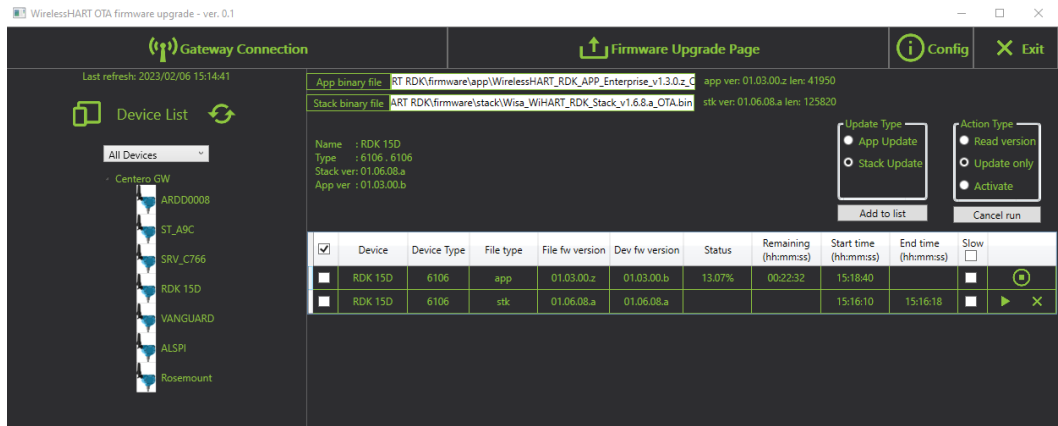 WirelessHART OTA firmware upgrade - ver. 0.1
Gateway Connection
Firmware Upgrade Page
Config
Exit
Last refresh: 2023/02/06 15:14:41
Device List
All Devices
Centero GW
ARDD0008
ST_A9C
SRV_C766
RDK 15D
VANGUARD
ALSPI
Rosemount
App binary file RT RDK\firmware\app\WirelessHART_RDK_APP_Enterprise_v1.3.0.z_C app ver: 01.03.00.z len: 41950
Stack binary file ART RDK\firmware\stack\Wisa_WiHART_RDK_Stack_v1.6.8.a_OTA.bin stk ver: 01.06.08.a len: 125820
Name : RDK 15D
Type : 6106 . 6106
Stack ver: 01.06.08.a
App ver : 01.03.00.b
Update Type
App Update
Stack Update
Add to list
Action Type
Read version
Update only
Activate
Cancel run
Device Device Type File type File fw version Dev fw version Status Remaining (hh:mm:ss) Start time (hh:mm:ss) End time (hh:mm:ss) Slow
RDK 15D 6106 app 01.03.00.z 01.03.00.b 13.07% 00:22:32 15:18:40
RDK 15D 6106 stk 01.06.08.a 01.06.08.a 15:16:10 15:16:18